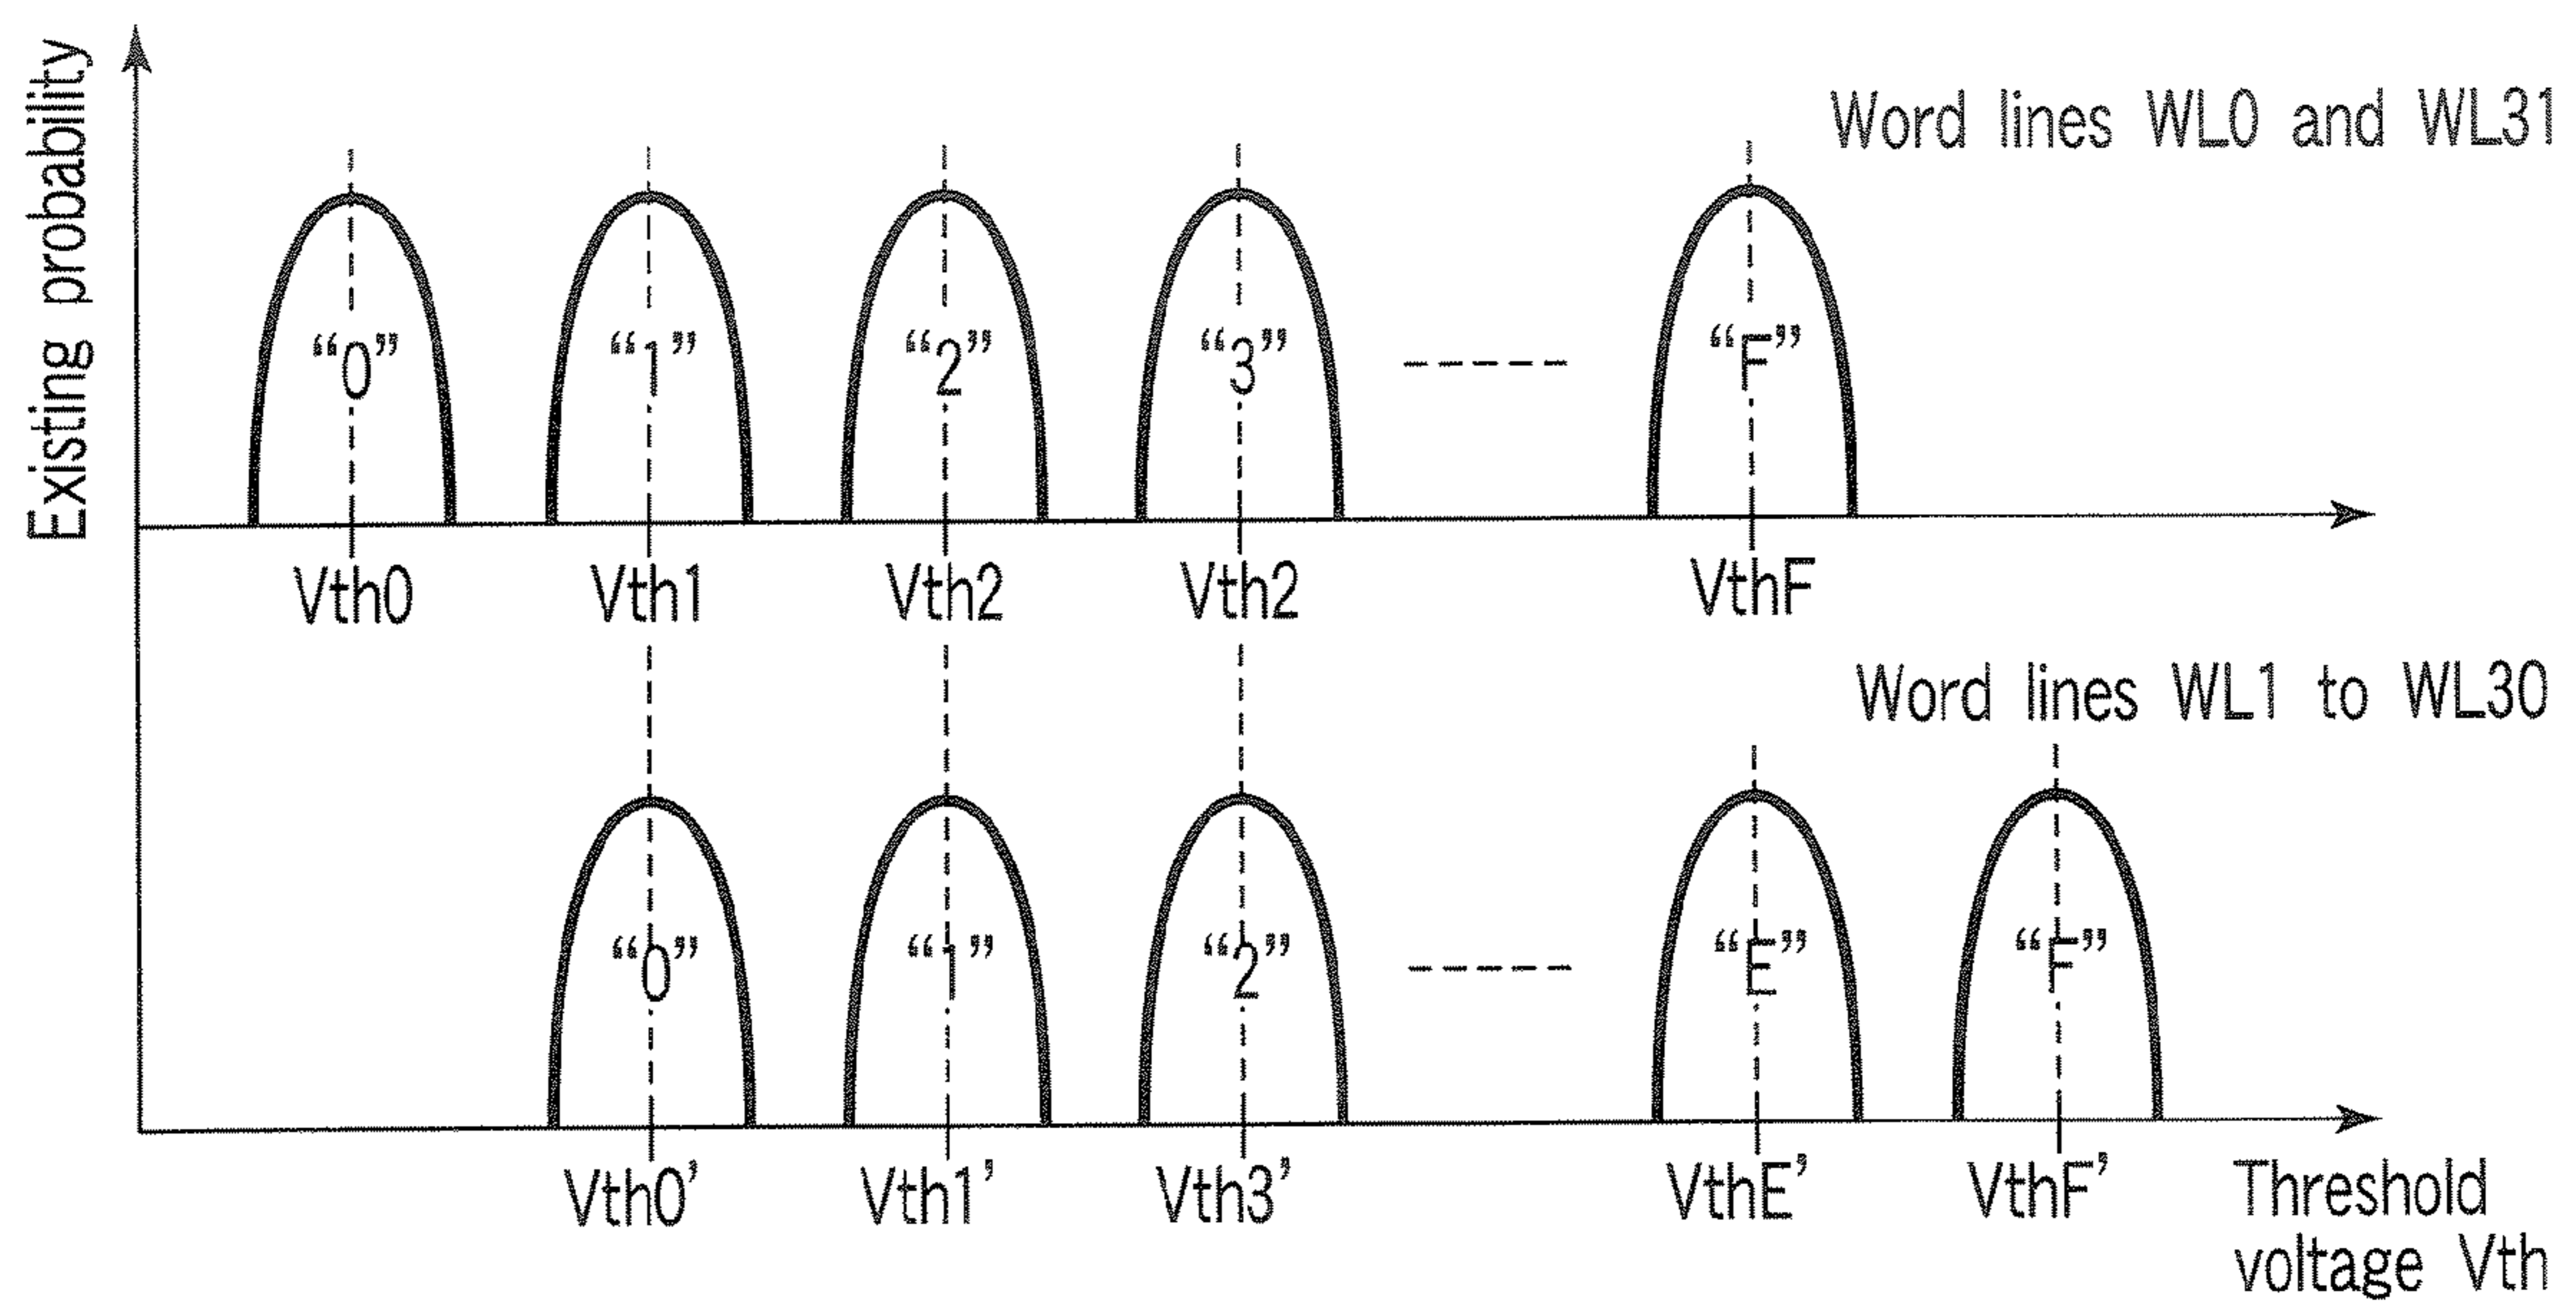 Existing probability
Word lines WL0 and WL31
“0” “1” “2” “3” “F”
Vth0 Vth1 Vth2 Vth2 VthF
Word lines WL1 to WL30
“0” “1” “2” “E” “F”
Vth0’ Vth1’ Vth3’ VthE’ VthF’
Threshold
voltage Vth